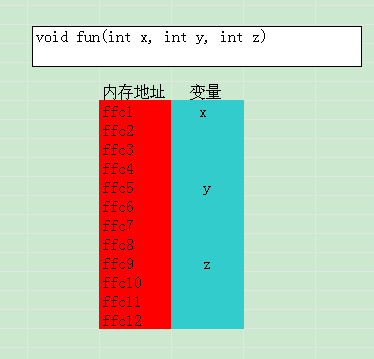 void fun(int x, int y, int z)
内存地址 变量
ffc1 x
ffc2
ffc3
ffc4
ffc5 y
ffc6
ffc7
ffc8
ffc9 z
ffc10
ffc11
ffc12